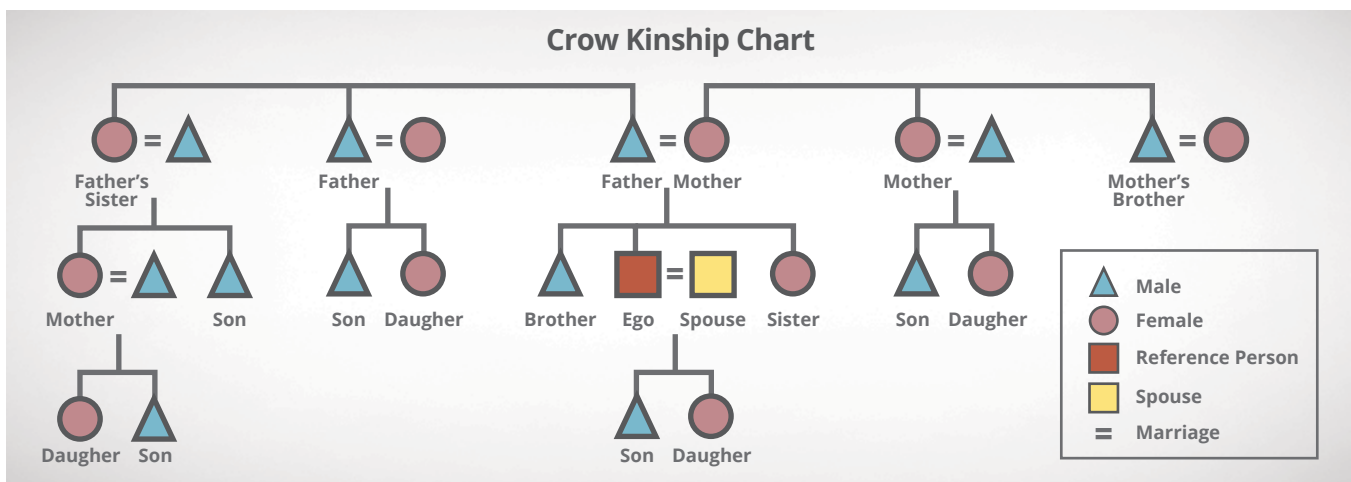 Crow Kinship Chart
= = = = =
Father's
Sister
Father
Father Mother
Mother
Mother's
Brother
= =
Mother Son
Son Daugher
Brother Ego Spouse Sister
Son Daugher
Daugher Son
Son Daugher
Male
Female
Reference Person
Spouse
= Marriage